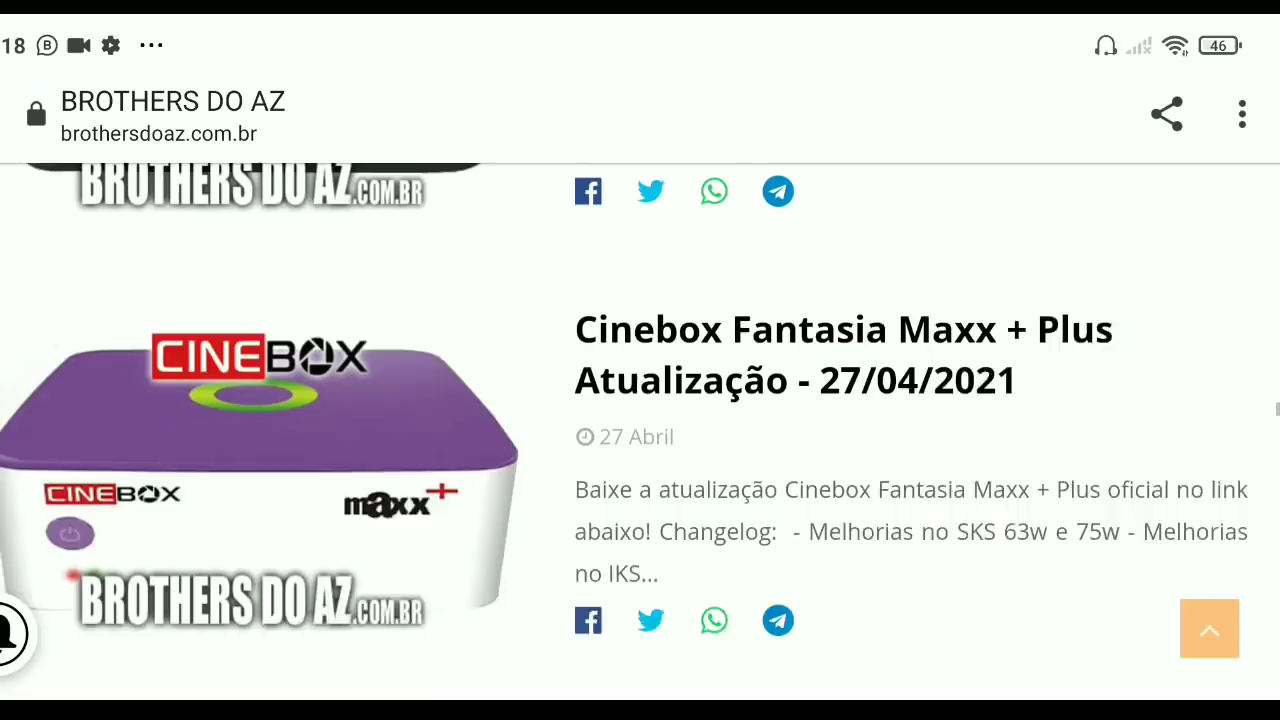 18
46
BROTHERS DO AZ
brothersdoaz.com.br
BROTHERS DO AZ.COM.BR
CINEBOX
CINEBOX
maxx+
BROTHERS DO AZ.COM.BR
Cinebox Fantasia Maxx + Plus
Atualização - 27/04/2021
27 Abril
Baixe a atualização Cinebox Fantasia Maxx + Plus oficial no link
abaixo! Changelog:  - Melhorias no SKS 63w e 75w - Melhorias
no IKS...